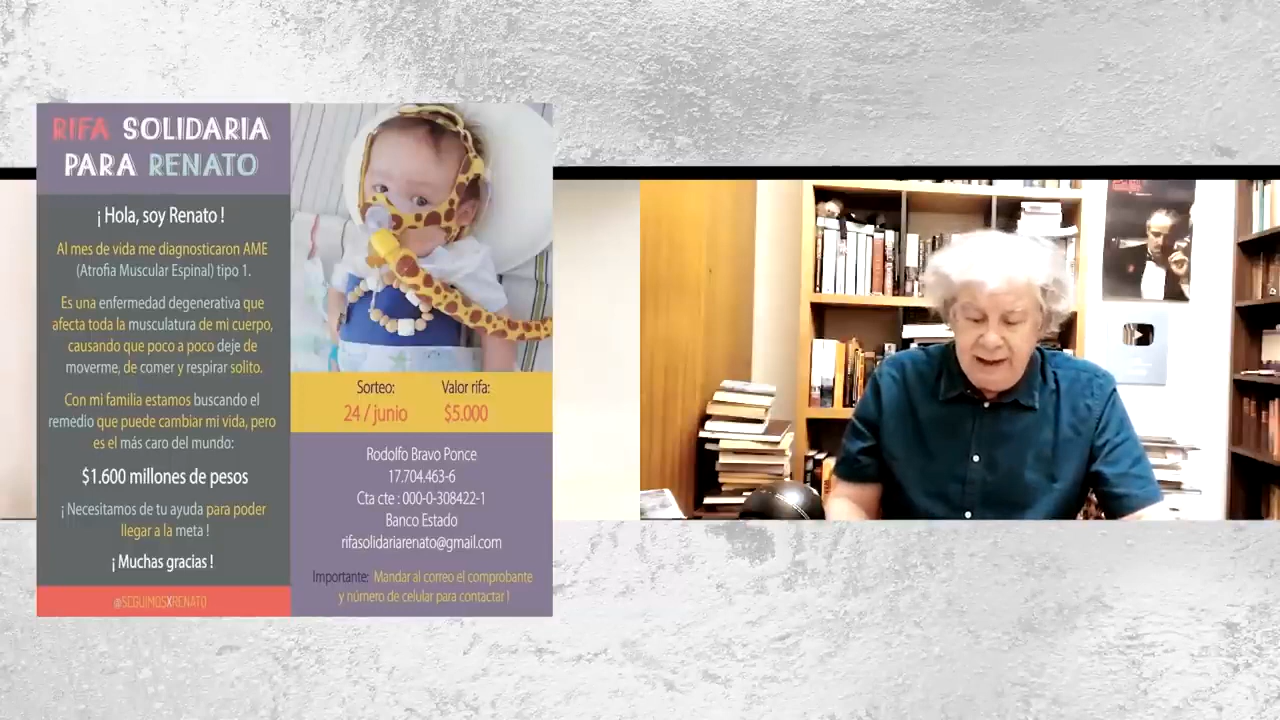 RIFA SOLIDARIA
PARA RENATO
¡ Hola, soy Renato !
Al mes de vida me diagnosticaron AME
(Atrofia Muscular Espinal) tipo 1.
Es una enfermedad degenerativa que
afecta toda la musculatura de mi cuerpo,
causando que poco a poco deje de
moverme, de comer y respirar solito.
Con mi familia estamos buscando el
remedio que puede cambiar mi vida, pero
es el más caro del mundo:
$1.600 millones de pesos
¡ Necesitamos de tu ayuda para poder
llegar a la meta !
¡ Muchas gracias !
@SEGUIMOSXRENATO
Sorteo:
24 / junio
Valor rifa:
$5.000
Rodolfo Bravo Ponce
17.704.463-6
Cta cte : 000-0-308422-1
Banco Estado
rifasolidariarenato@gmail.com
Importante: Mandar al correo el comprobante
y número de celular para contactar !